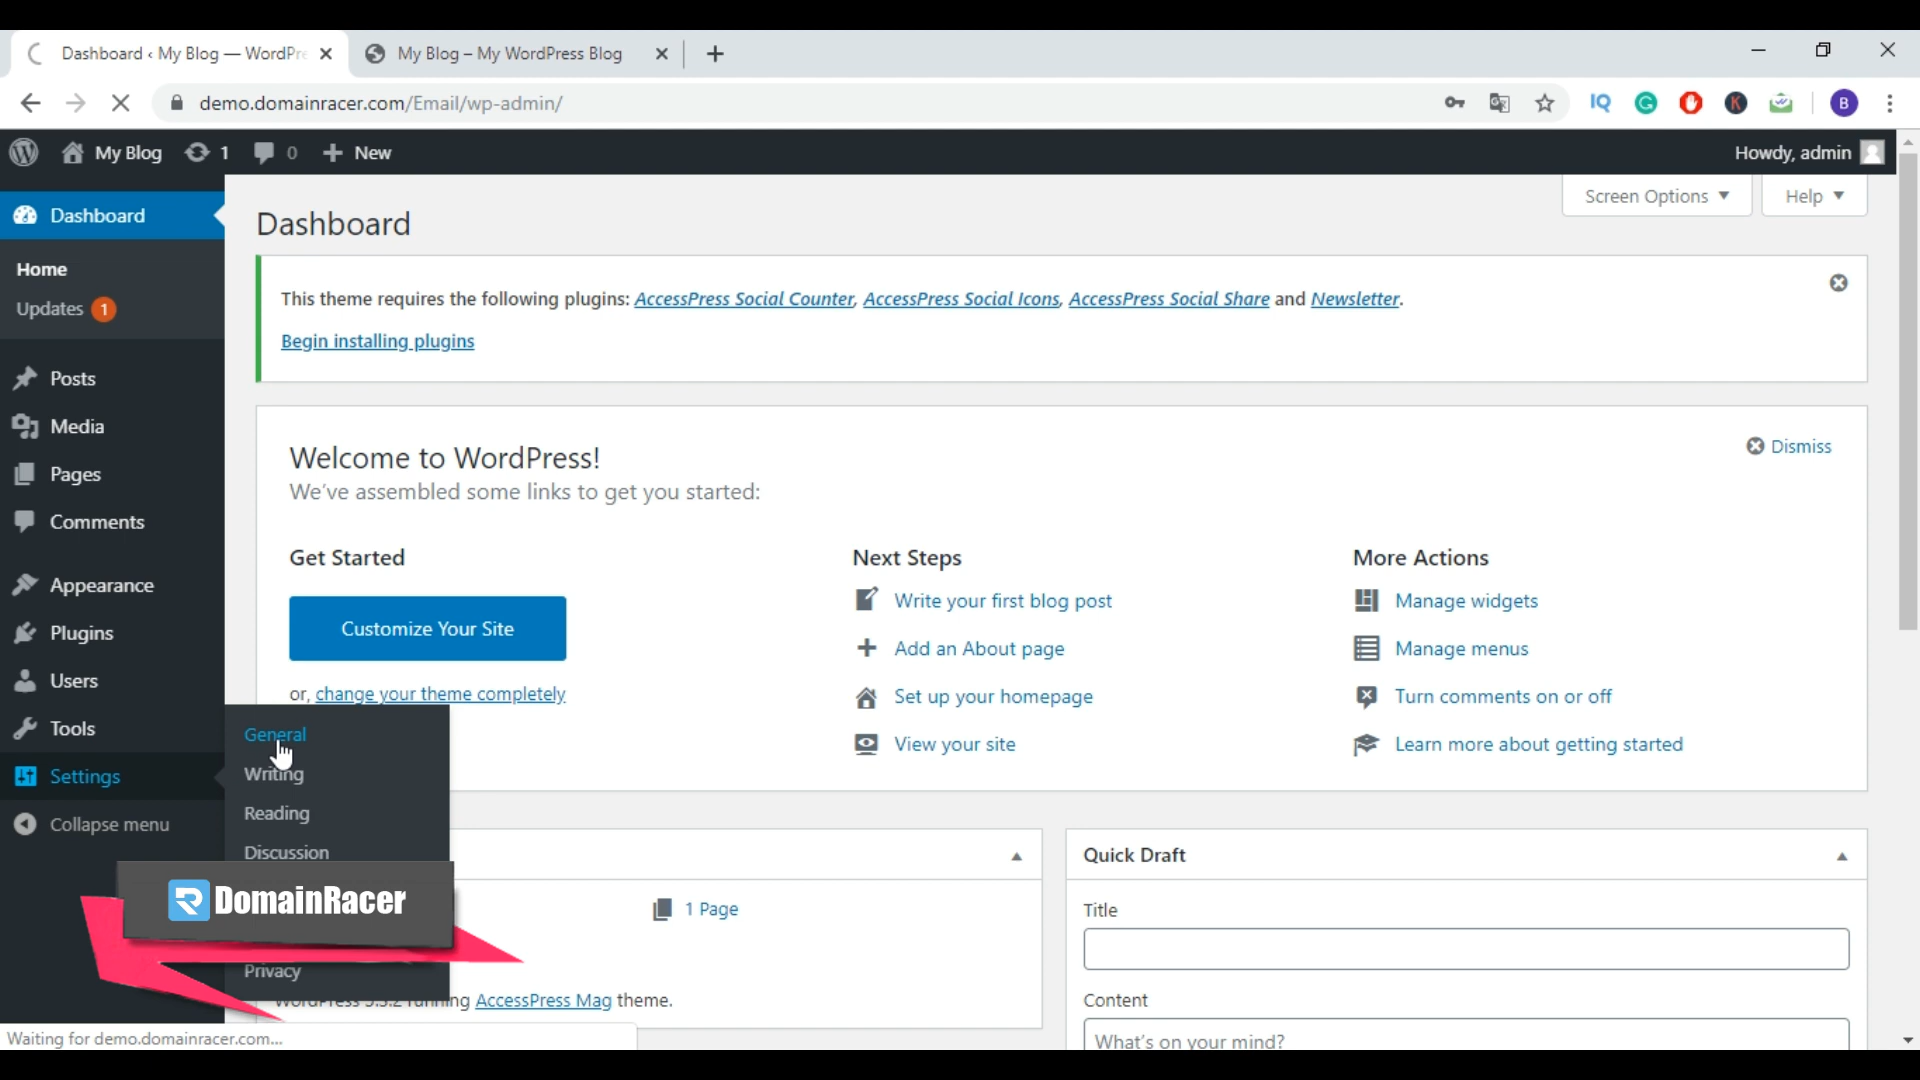 Dashboard ‹ My Blog — WordPre
My Blog – My WordPress Blog
demo.domainracer.com/Email/wp-admin/
IQ
K
B
My Blog
1
0
New
Howdy, admin
Dashboard
Home
Updates 1
Posts
Media
Pages
Comments
Appearance
Plugins
Users
Tools
Settings
Collapse menu
Screen Options
Help
Dashboard
This theme requires the following plugins: AccessPress Social Counter, AccessPress Social Icons, AccessPress Social Share and Newsletter.
Begin installing plugins
Welcome to WordPress!
Dismiss
We've assembled some links to get you started:
Get Started
Customize Your Site
or, change your theme completely
Next Steps
Write your first blog post
Add an About page
Set up your homepage
View your site
More Actions
Manage widgets
Manage menus
Turn comments on or off
Learn more about getting started
General
Writing
Reading
Discussion
DomainRacer
Privacy
1 Page
WordPress 5.3.2 running AccessPress Mag theme.
Quick Draft
Title
Content
What's on your mind?
Waiting for demo.domainracer.com...